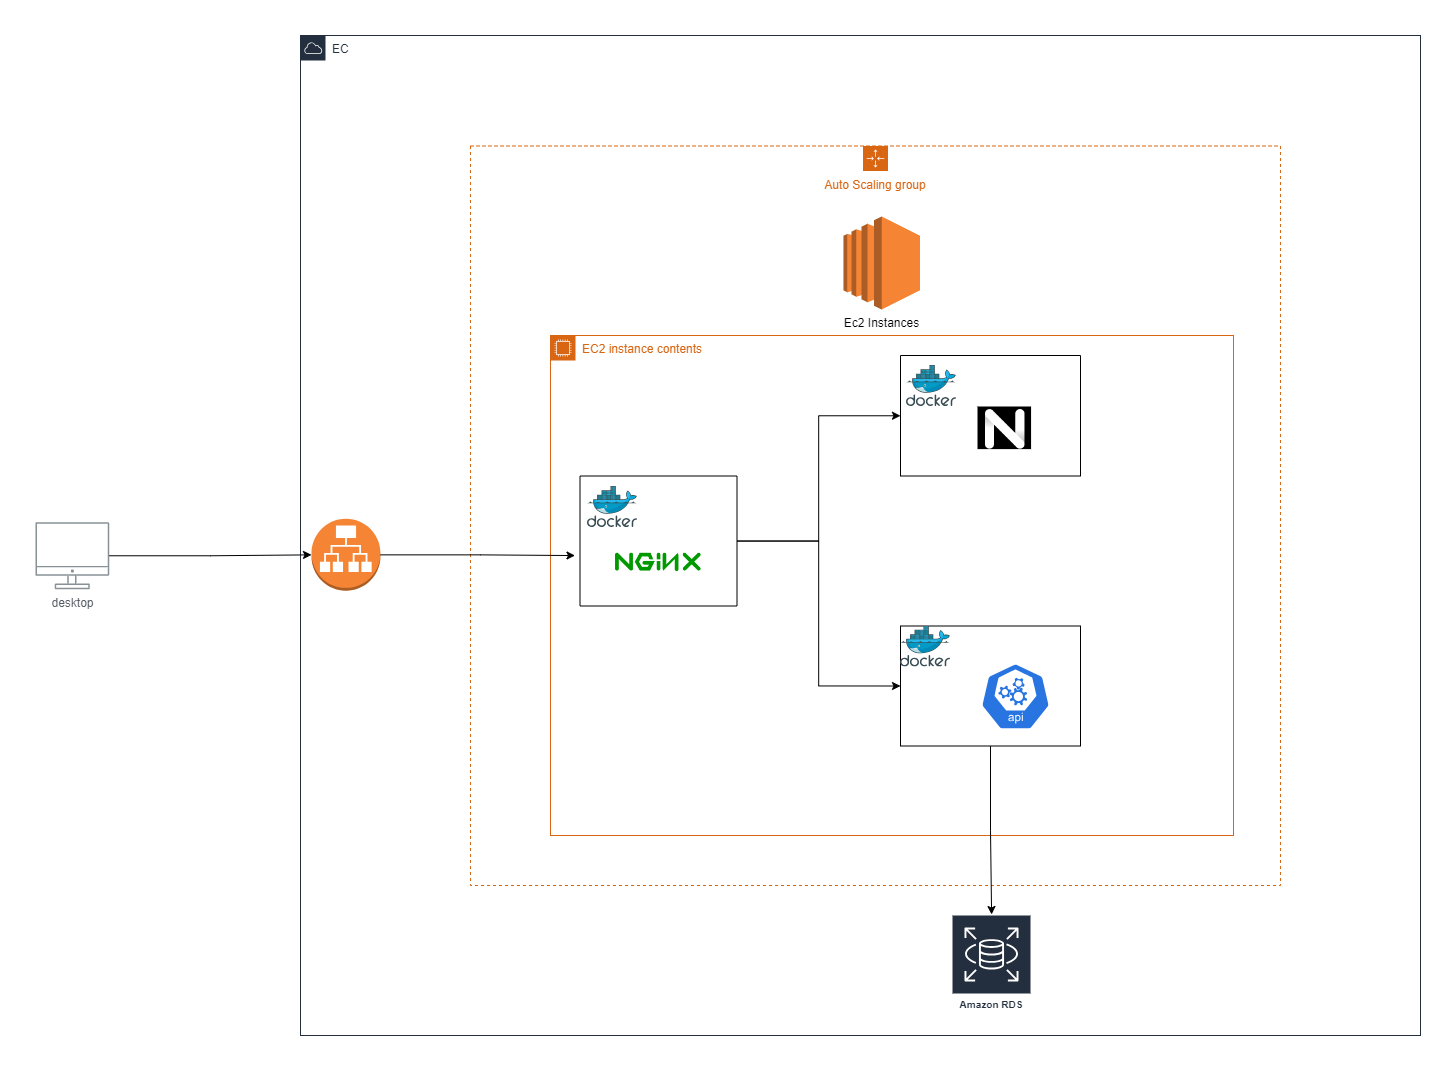 EC
Auto Scaling group
Ec2 Instances
EC2 instance contents
docker
N
docker
NGiNX
desktop
docker
api
Amazon RDS